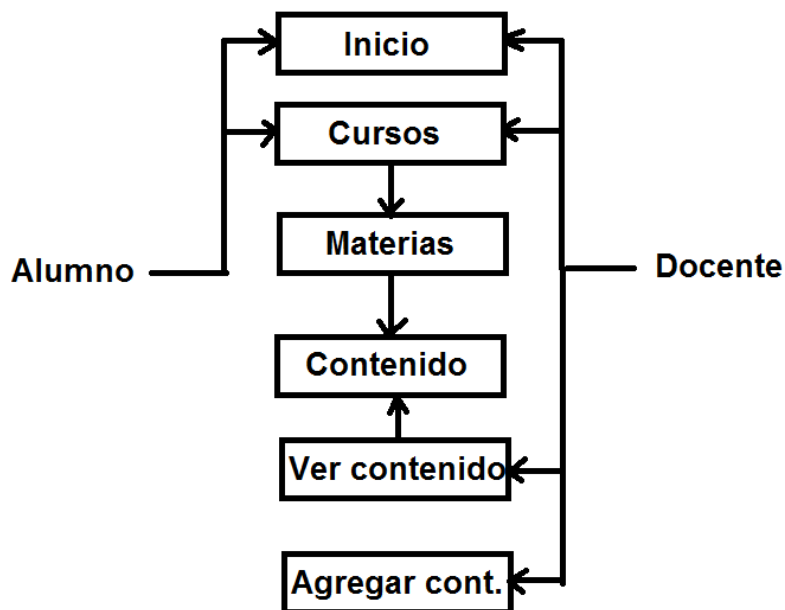 Inicio
Cursos
Materias
Alumno
Docente
Contenido
Ver contenido
Agregar cont.